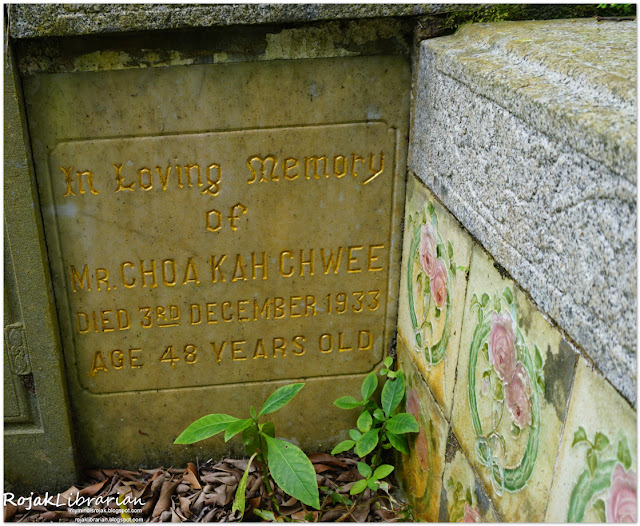 In Loving Memory
of
MR. CHOA KAH CHWEE
DIED 3RD DECEMBER 1933
AGE 48 YEARS OLD
RojakLibrarian
rojaklibrarian.blogspot.com